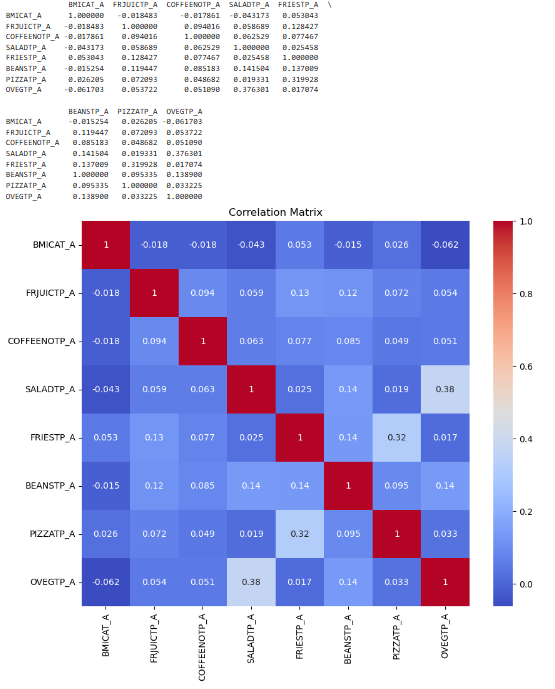 BMICAT_A FRJUICTP_A COFFEENOTP_A SALADTP_A FRIESTP_A \
BMICAT_A 1.000000 -0.018483 -0.017861 -0.043173 0.053043
FRJUICTP_A -0.018483 1.000000 0.094016 0.058689 0.128427
COFFEENOTP_A -0.017861 0.094016 1.000000 0.062529 0.077467
SALADTP_A -0.043173 0.058689 0.062529 1.000000 0.025458
FRIESTP_A 0.053043 0.128427 0.077467 0.025458 1.000000
BEANSTP_A -0.015254 0.119447 0.085183 0.141504 0.137009
PIZZATP_A 0.026205 0.072093 0.048682 0.019331 0.319928
OVEGTP_A -0.061703 0.053722 0.051090 0.376301 0.017074
BEANSTP_A PIZZATP_A OVEGTP_A
BMICAT_A -0.015254 0.026205 -0.061703
FRJUICTP_A 0.119447 0.072093 0.053722
COFFEENOTP_A 0.085183 0.048682 0.051090
SALADTP_A 0.141504 0.019331 0.376301
FRIESTP_A 0.137009 0.319928 0.017074
BEANSTP_A 1.000000 0.095335 0.138900
PIZZATP_A 0.095335 1.000000 0.033225
OVEGTP_A 0.138900 0.033225 1.000000
Correlation Matrix
BMICAT_A 1 -0.018 -0.018 -0.043 0.053 -0.015 0.026 -0.062
FRJUICTP_A -0.018 1 0.094 0.059 0.13 0.12 0.072 0.054
COFFEENOTP_A -0.018 0.094 1 0.063 0.077 0.085 0.049 0.051
SALADTP_A -0.043 0.059 0.063 1 0.025 0.14 0.019 0.38
FRIESTP_A 0.053 0.13 0.077 0.025 1 0.14 0.32 0.017
BEANSTP_A -0.015 0.12 0.085 0.14 0.14 1 0.095 0.14
PIZZATP_A 0.026 0.072 0.049 0.019 0.32 0.095 1 0.033
OVEGTP_A -0.062 0.054 0.051 0.38 0.017 0.14 0.033 1
BMICAT_A
FRJUICTP_A
COFFEENOTP_A
SALADTP_A
FRIESTP_A
BEANSTP_A
PIZZATP_A
OVEGTP_A
1.0
0.8
0.6
0.4
0.2
0.0